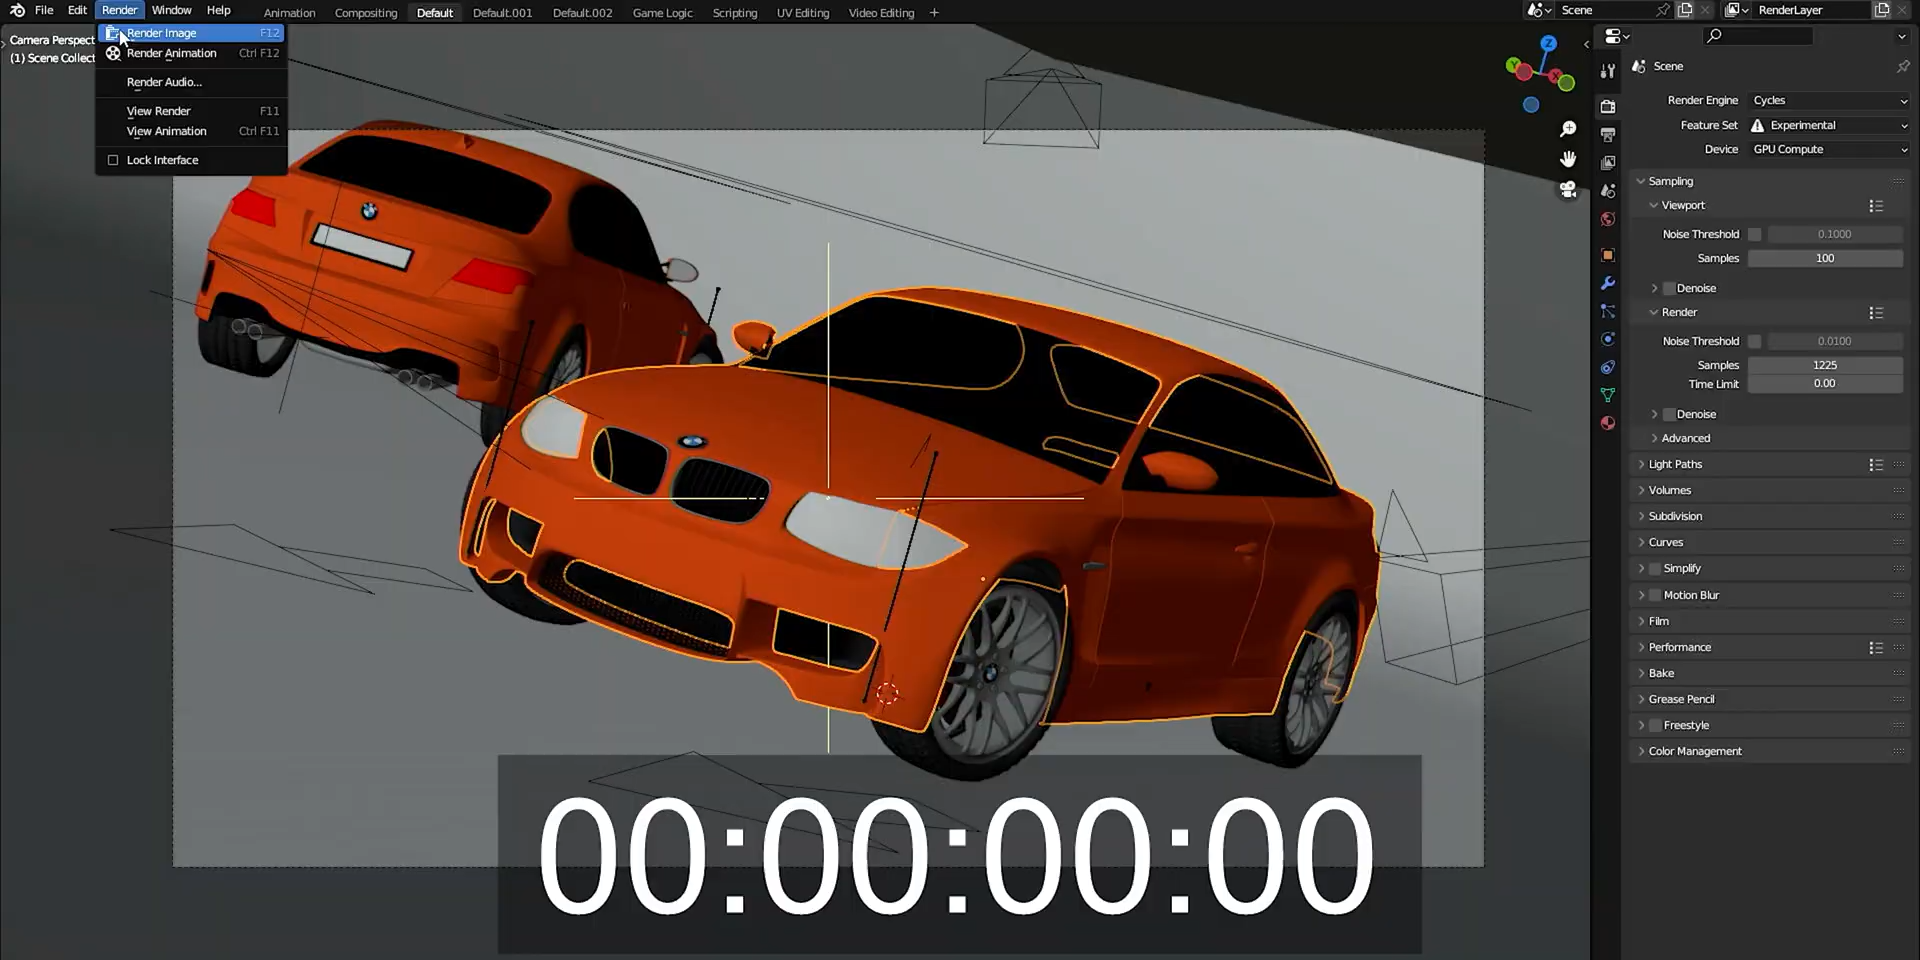 File Edit Render Window Help
Animation Compositing Default Default.001 Default.002 Game Logic Scripting UV Editing Video Editing +
Scene RenderLayer
Camera Perspect
(1) Scene Collect
Render Image F12
Render Animation Ctrl F12
Render Audio...
View Render F11
View Animation Ctrl F11
Lock Interface
Z
Y
X
Scene
Render Engine Cycles
Feature Set Experimental
Device GPU Compute
Sampling
Viewport
Noise Threshold 0.1000
Samples 100
Denoise
Render
Noise Threshold 0.0100
Samples 1225
Time Limit 0.00
Denoise
Advanced
Light Paths
Volumes
Subdivision
Curves
Simplify
Motion Blur
Film
Performance
Bake
Grease Pencil
Freestyle
Color Management
00:00:00:00